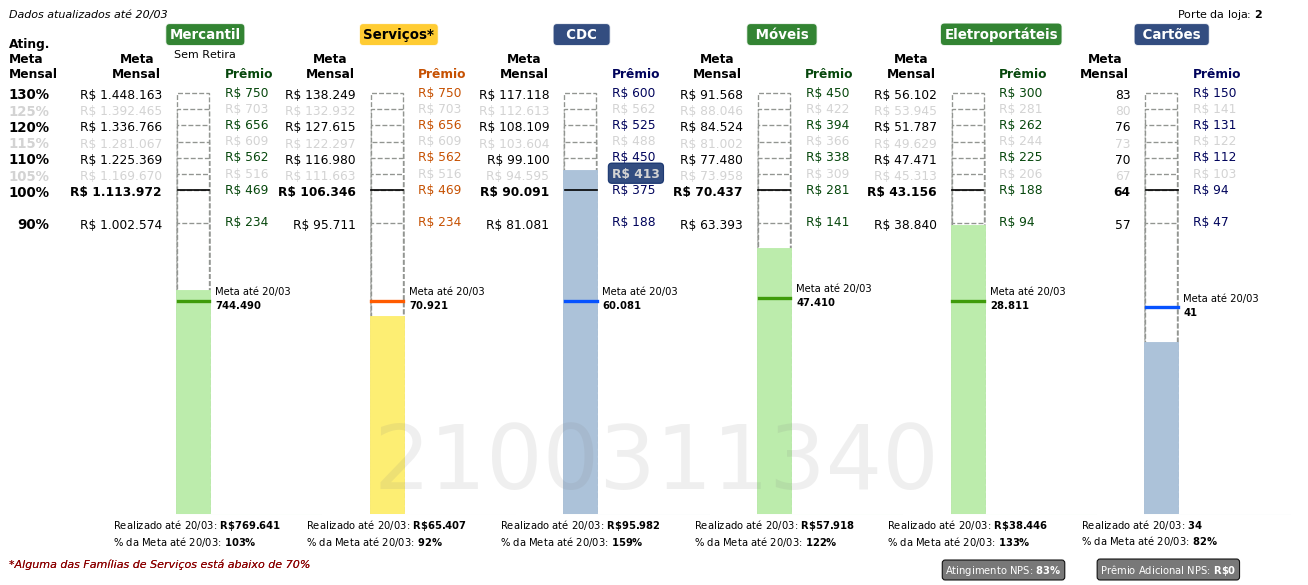 Dados atualizados até 20/03 Porte da loja: 2
Mercantil Serviços* CDC Móveis Eletroportáteis Cartões
Sem Retira
Ating. Meta Mensal Meta Mensal Prêmio Meta Mensal Prêmio Meta Mensal Prêmio Meta Mensal Prêmio Meta Mensal Prêmio Meta Mensal Prêmio
130% R$ 1.448.163 R$ 750 R$ 138.249 R$ 750 R$ 117.118 R$ 600 R$ 91.568 R$ 450 R$ 56.102 R$ 300 83 R$ 150
125% R$ 1.392.465 R$ 703 R$ 132.932 R$ 703 R$ 112.613 R$ 562 R$ 88.046 R$ 422 R$ 53.945 R$ 281 80 R$ 141
120% R$ 1.336.766 R$ 656 R$ 127.615 R$ 656 R$ 108.109 R$ 525 R$ 84.524 R$ 394 R$ 51.787 R$ 262 76 R$ 131
115% R$ 1.281.067 R$ 609 R$ 122.297 R$ 609 R$ 103.604 R$ 488 R$ 81.002 R$ 366 R$ 49.629 R$ 244 73 R$ 122
110% R$ 1.225.369 R$ 562 R$ 116.980 R$ 562 R$ 99.100 R$ 450 R$ 77.480 R$ 338 R$ 47.471 R$ 225 70 R$ 112
105% R$ 1.169.670 R$ 516 R$ 111.663 R$ 516 R$ 94.595 R$ 413 R$ 73.958 R$ 309 R$ 45.313 R$ 206 67 R$ 103
100% R$ 1.113.972 R$ 469 R$ 106.346 R$ 469 R$ 90.091 R$ 375 R$ 70.437 R$ 281 R$ 43.156 R$ 188 64 R$ 94
90% R$ 1.002.574 R$ 234 R$ 95.711 R$ 234 R$ 81.081 R$ 188 R$ 63.393 R$ 141 R$ 38.840 R$ 94 57 R$ 47
Meta até 20/03 Meta até 20/03 Meta até 20/03 Meta até 20/03 Meta até 20/03 Meta até 20/03
744.490 70.921 60.081 47.410 28.811 41
2100311340
Realizado até 20/03: R$769.641 Realizado até 20/03: R$65.407 Realizado até 20/03: R$95.982 Realizado até 20/03: R$57.918 Realizado até 20/03: R$38.446 Realizado até 20/03: 34
% da Meta até 20/03: 103% % da Meta até 20/03: 92% % da Meta até 20/03: 159% % da Meta até 20/03: 122% % da Meta até 20/03: 133% % da Meta até 20/03: 82%
*Alguma das Famílias de Serviços está abaixo de 70% Atingimento NPS: 83% Prêmio Adicional NPS: R$0